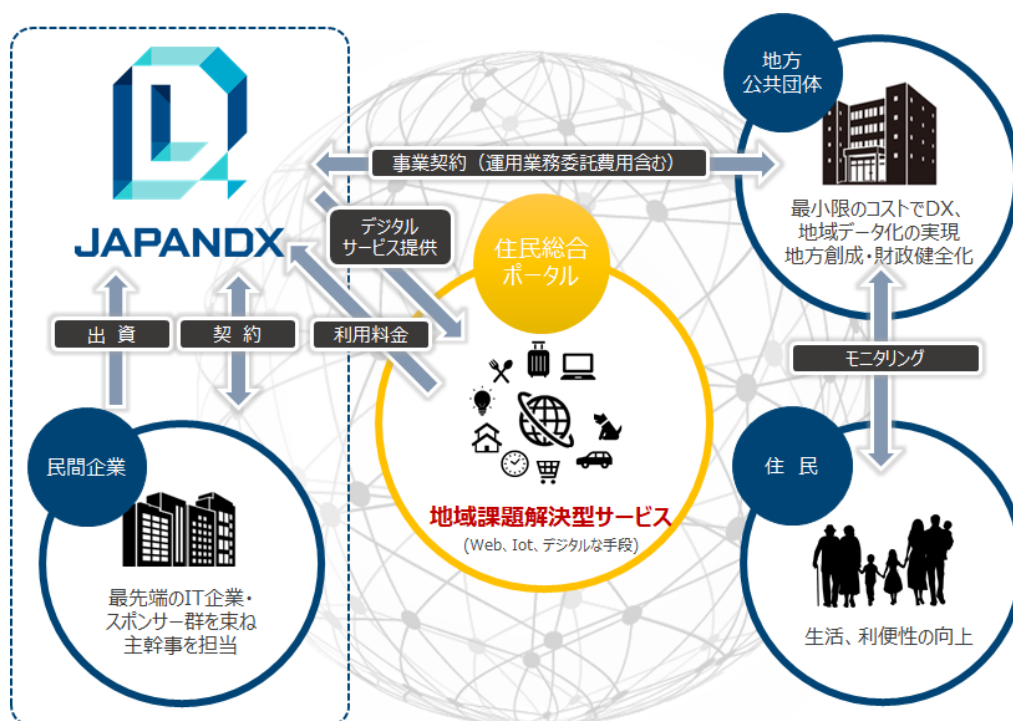 JAPANDX
地方
公共団体
最小限のコストでDX、
地域データ化の実現
地方創成・財政健全化
事業契約（運用業務委託費用含む）
デジタル
サービス提供
住民総合
ポータル
出 資
契 約
利用料金
モニタリング
民間企業
最先端のIT企業・
スポンサー群を束ね
主幹事を担当
地域課題解決型サービス
(Web、Iot、デジタルな手段)
住 民
生活、利便性の向上